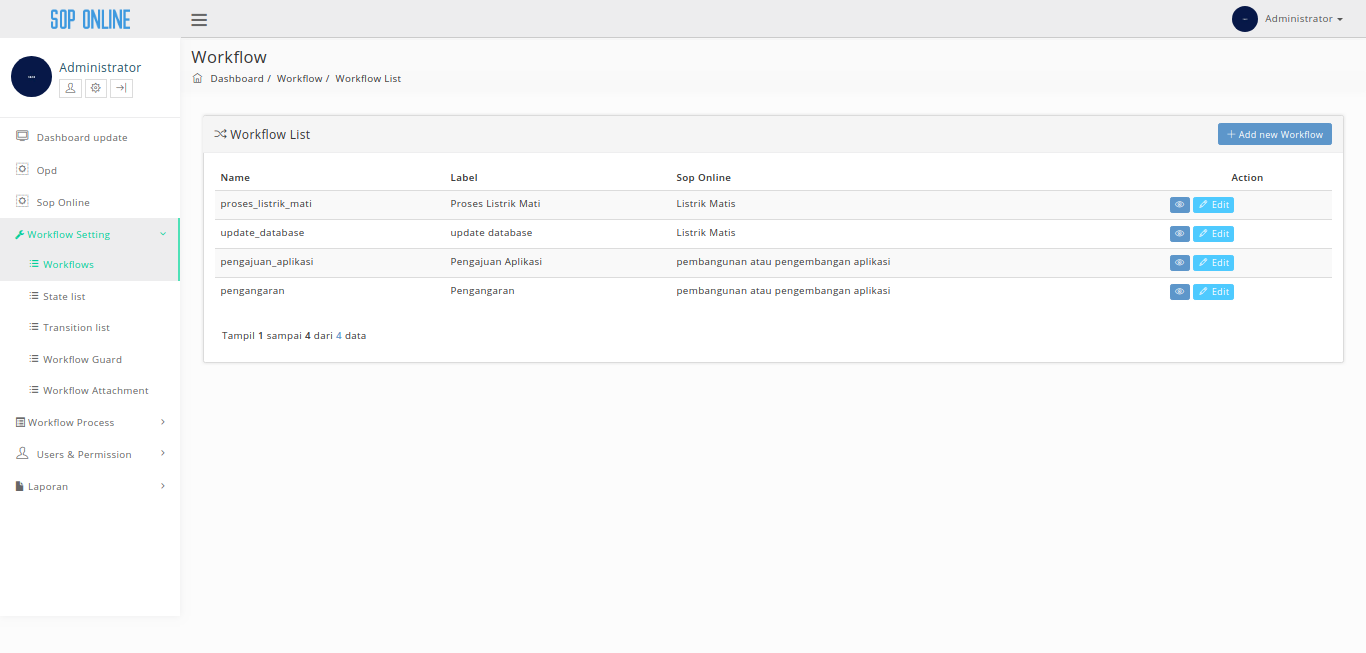 SOP ONLINE
Administrator
Administrator
Workflow
Dashboard / Workflow / Workflow List
Dashboard update
Opd
Sop Online
Workflow Setting
Workflows
State list
Transition list
Workflow Guard
Workflow Attachment
Workflow Process
Users & Permission
Laporan
Workflow List
+ Add new Workflow
Name Label Sop Online Action
proses_listrik_mati Proses Listrik Mati Listrik Matis Edit
update_database update database Listrik Matis Edit
pengajuan_aplikasi Pengajuan Aplikasi pembangunan atau pengembangan aplikasi Edit
pengangaran Pengangaran pembangunan atau pengembangan aplikasi Edit
Tampil 1 sampai 4 dari 4 data